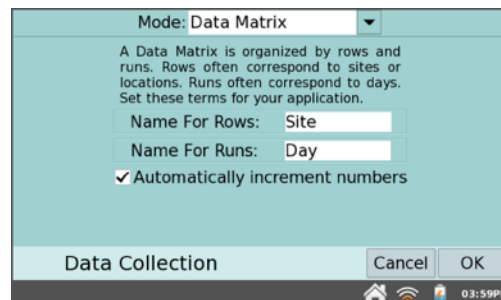 Mode: Data Matrix
A Data Matrix is organized by rows and
runs. Rows often correspond to sites or
locations. Runs often correspond to days.
Set these terms for your application.
Name For Rows: Site
Name For Runs: Day
Automatically increment numbers
Data Collection Cancel OK
03:59P